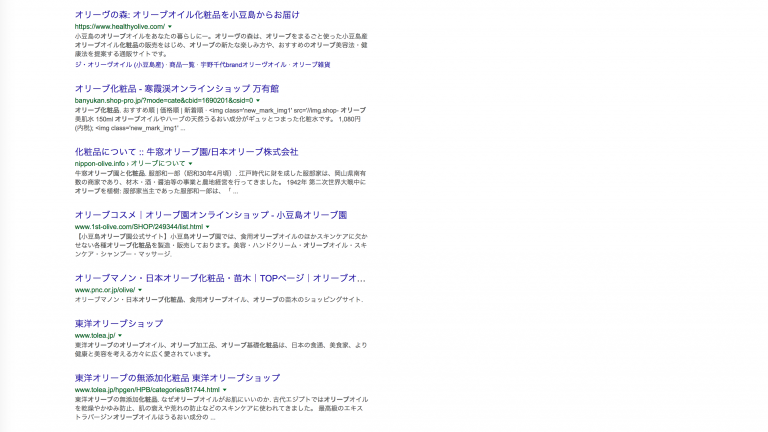 オリーヴの森: オリーブオイル化粧品を小豆島からお届け
https://www.healthyolive.com/
小豆島のオリーブオイルをあなたの暮らしに一。オリーヴの森は、オリーブをまるごと使った小豆島産
オリーブオイル化粧品の販売をはじめ、オリーブの新たな楽しみ方や、おすすめのオリーブ美容法・健
康法を提案する通販サイトです。
ジ・オリーヴオイル (小豆島産) · 商品一覧 · 宇野千代brandオリーヴオイル · オリーブ雑貨
オリーブ化粧品 - 寒霞渓オンラインショップ 万有館
banyukan.shop-pro.jp/?mode=cate&cbid=1690201&csid=0
オリーブ化粧品. おすすめ順 | 価格順 | 新着順 · <img class='new_mark_img1' src='//img.shop- オリーブ
美肌水 150ml オリーブオイルやハーブの天然うるおい成分がギュッとつまった化粧水です。 1,080円
(内税); <img class='new_mark_img1' ...
化粧品について :: 牛窓オリーブ園/日本オリーブ株式会社
nippon-olive.info › オリーブについて
牛窓オリーブ園と化粧品. 服部和一郎（昭和30年4月頃）. 江戸時代に財を成した服部家は、岡山県南有
数の商家であり、材木・酒・醤油等の事業と農地経営を行ってきました。 1942年 第二次世界大戦中に
オリーブを植樹: 服部家当主であった服部和一郎は、「 ...
オリーブコスメ｜オリーブ園オンラインショップ - 小豆島オリーブ園
www.1st-olive.com/SHOP/249344/list.html
【小豆島オリーブ園公式サイト】小豆島オリーブ園では、食用オリーブオイルのほかスキンケアに欠か
せない各種オリーブ化粧品を製造・販売しております。美容・ハンドクリーム・オリーブオイル・スキ
ンケア・シャンプー・マッサージ.
オリーブマノン・日本オリーブ化粧品・苗木｜TOPページ｜オリーブオ...
www.pnc.or.jp/olive/
オリーブマノン・日本オリーブ化粧品、食用オリーブオイル、オリーブの苗木のショッピングサイト.
東洋オリーブショップ
www.tolea.jp/
東洋オリーブのオリーブオイル、オリーブ加工品、オリーブ基礎化粧品は、日本の食通、美食家、より
健康と美容を考える方々に広く愛されています。
東洋オリーブの無添加化粧品 東洋オリーブショップ
www.tolea.jp/hpgen/HPB/categories/81744.html
東洋オリーブの無添加化粧品, なぜオリーブオイルがお肌にいいのか. 古代エジプトではオリーブオイル
を乾燥やかゆみ防止、肌の衰えや荒れの防止などのスキンケアに使われてきました。 最高級のエキス
トラバージンオリーブオイルはうるおい成分の ...